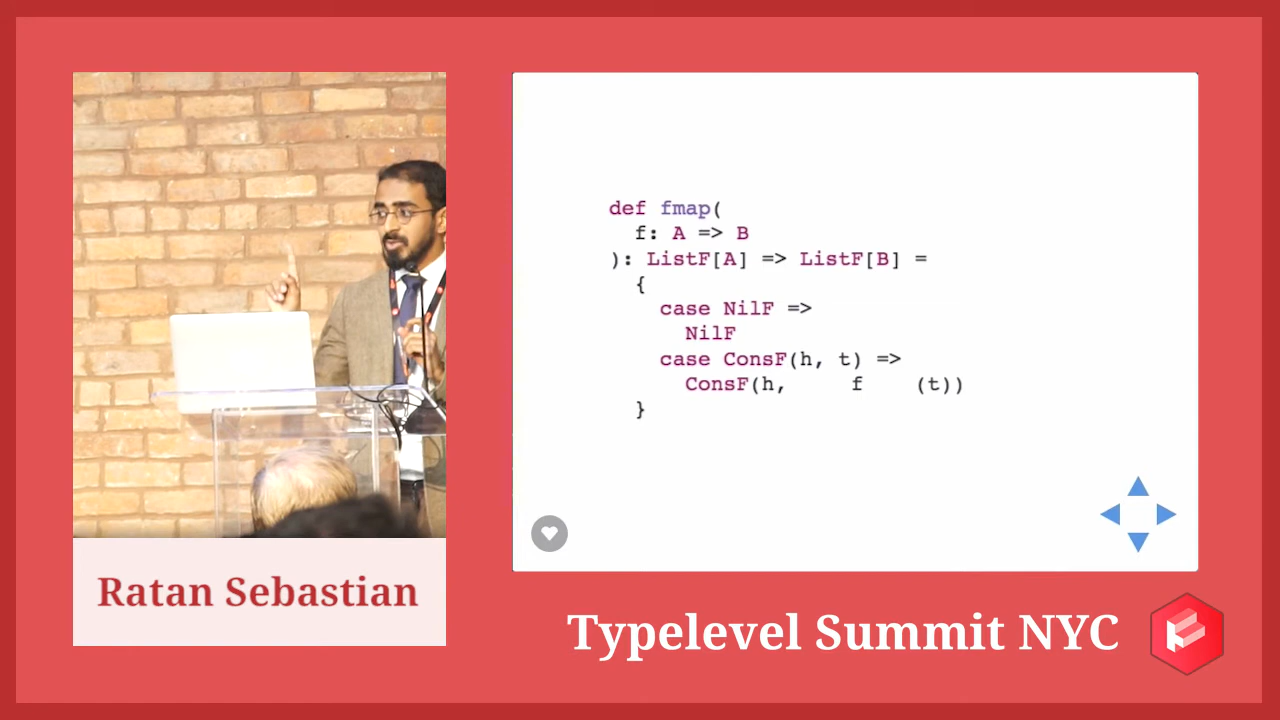 def fmap(
f: A => B
): ListF[A] => ListF[B] =
{
case NilF =>
NilF
case ConsF(h, t) =>
ConsF(h, f (t))
}
Ratan Sebastian
Typelevel Summit NYC